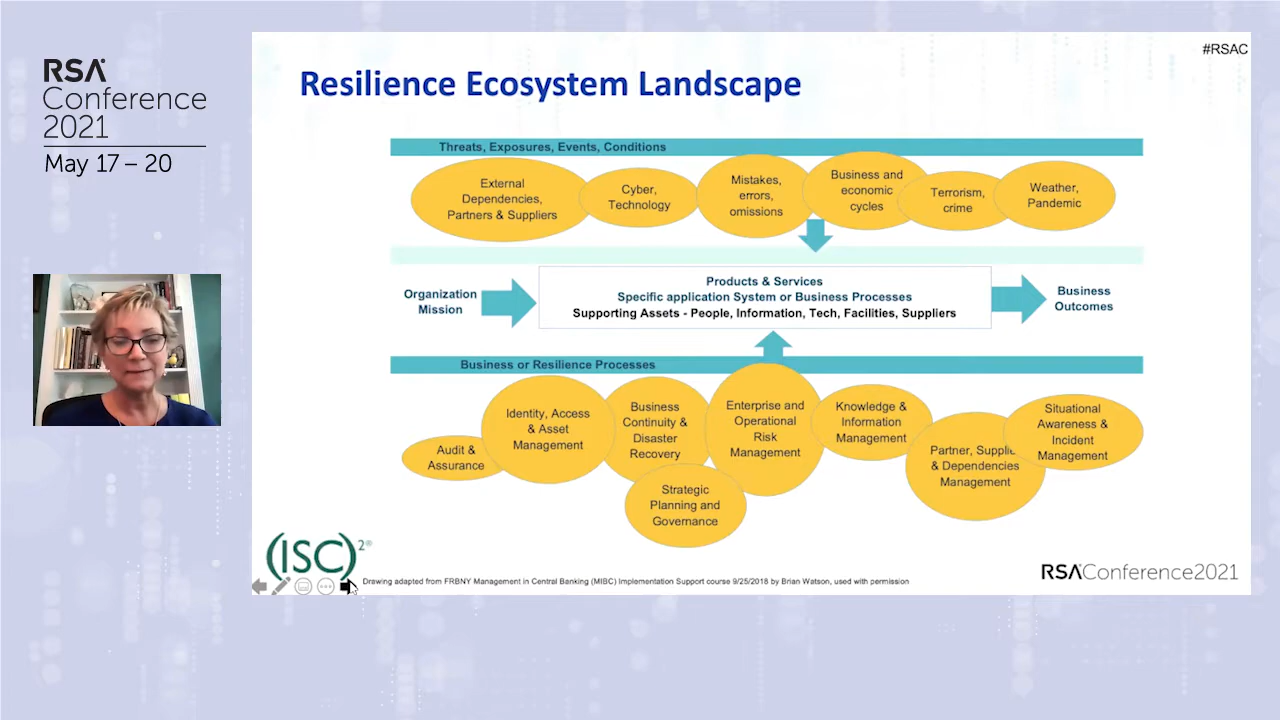 RSA
Conference
2021
May 17 – 20
#RSAC
Resilience Ecosystem Landscape
Threats, Exposures, Events, Conditions
External
Dependencies,
Partners & Suppliers
Cyber,
Technology
Mistakes,
errors,
omissions
Business and
economic
cycles
Terrorism,
crime
Weather,
Pandemic
Organization
Mission
Products & Services
Specific application System or Business Processes
Supporting Assets - People, Information, Tech, Facilities, Suppliers
Business
Outcomes
Business or Resilience Processes
Audit &
Assurance
Identity, Access
& Asset
Management
Business
Continuity &
Disaster
Recovery
Strategic
Planning and
Governance
Enterprise and
Operational
Risk
Management
Knowledge &
Information
Management
Partner, Supplie
& Dependencies
Management
Situational
Awareness &
Incident
Management
(ISC)2®
Drawing adapted from FRBNY Management in Central Banking (MIBC) Implementation Support course 9/25/2018 by Brian Watson, used with permission
RSAConference2021